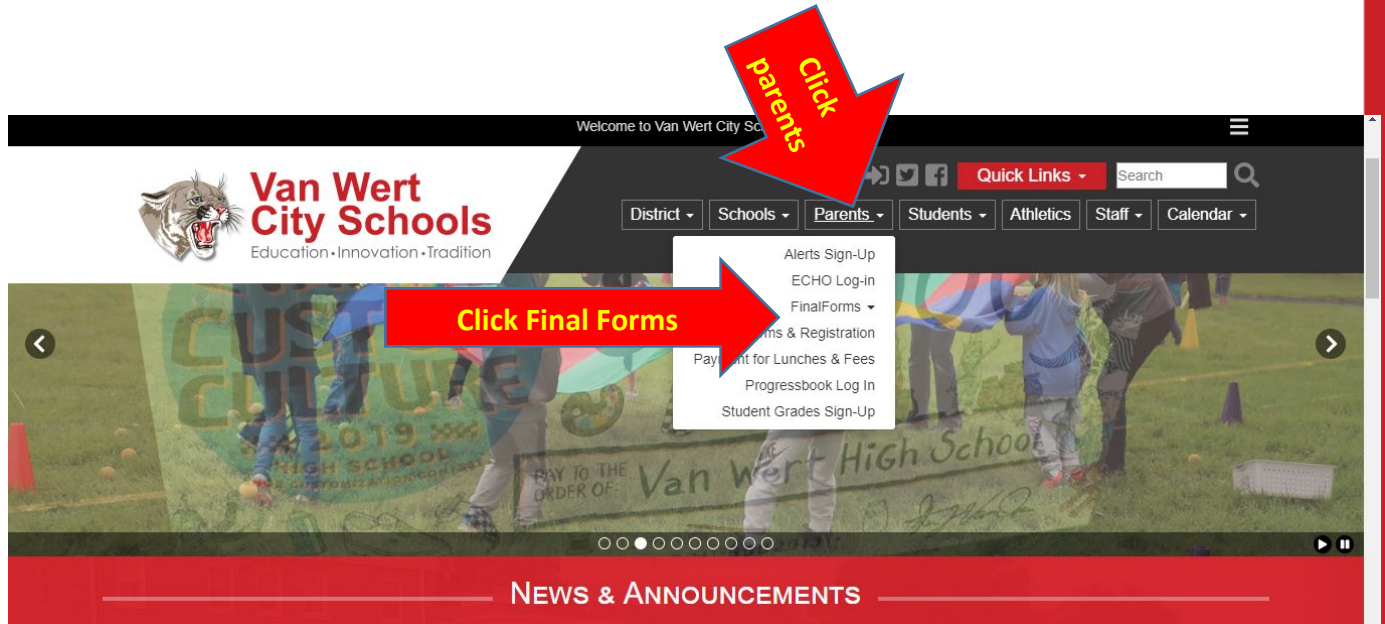 Click
parents
Welcome to Van Wert City Sc
Van Wert
City Schools
Education•Innovation•Tradition
Quick Links
Search
District
Schools
Parents
Students
Athletics
Staff
Calendar
Alerts Sign-Up
ECHO Log-in
FinalForms
Click Final Forms
& Registration
for Lunches & Fees
Progressbook Log In
Student Grades Sign-Up
CUSTOM
CULTURE
2019
HIGH SCHOOL
PAY TO THE
ORDER OF:
Van Wert High School
NEWS & ANNOUNCEMENTS